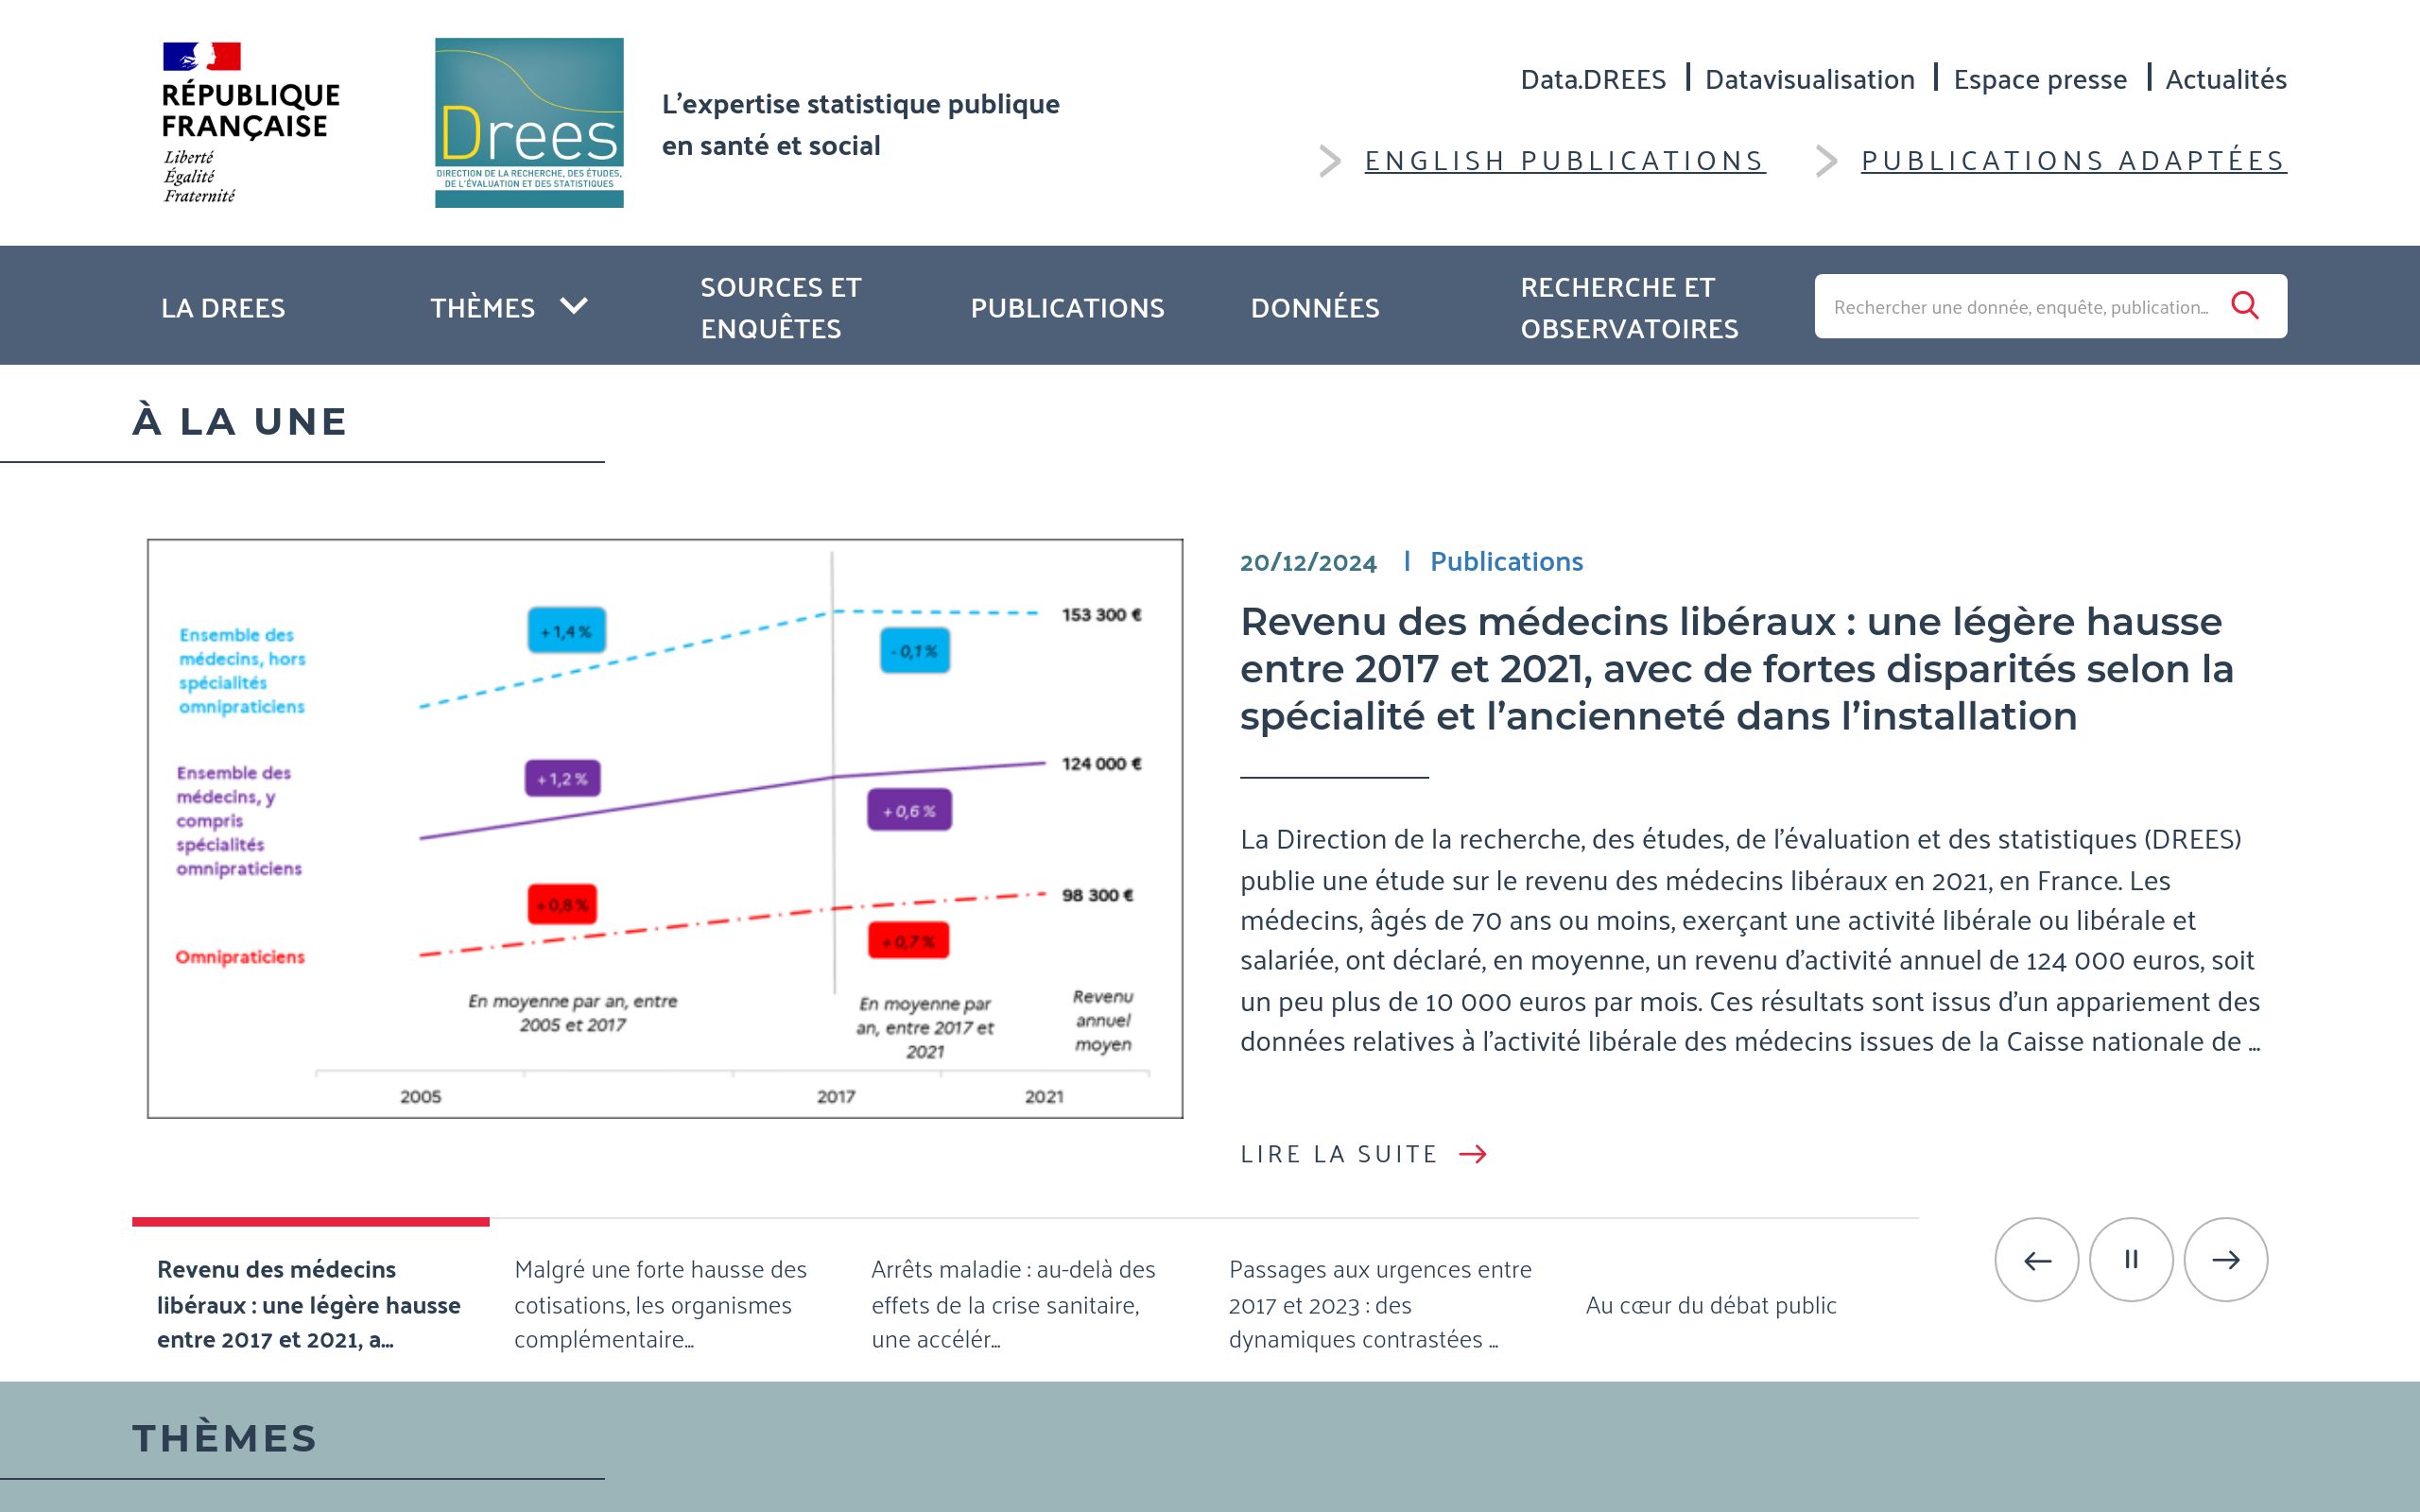 RÉPUBLIQUE
FRANÇAISE
Liberté
Égalité
Fraternité
Drees
DIRECTION DE LA RECHERCHE, DES ÉTUDES,
DE L'ÉVALUATION ET DES STATISTIQUES
L'expertise statistique publique
en santé et social
Data.DREES | Datavisualisation | Espace presse | Actualités
ENGLISH PUBLICATIONS
PUBLICATIONS ADAPTÉES
LA DREES
THÈMES
SOURCES ET
ENQUÊTES
PUBLICATIONS
DONNÉES
RECHERCHE ET
OBSERVATOIRES
Rechercher une donnée, enquête, publication...
À LA UNE
Ensemble des
médecins, hors
spécialités
omnipraticiens
+ 1,4 %
- 0,1 %
153 300 €
Ensemble des
médecins, y
compris
spécialités
omnipraticiens
+ 1,2 %
+ 0,6 %
124 000 €
Omnipraticiens
+ 0,8 %
+ 0,7 %
98 300 €
En moyenne par an, entre
2005 et 2017
En moyenne par
an, entre 2017 et
2021
Revenu
annuel
moyen
2005
2017
2021
20/12/2024 | Publications
Revenu des médecins libéraux : une légère hausse
entre 2017 et 2021, avec de fortes disparités selon la
spécialité et l’ancienneté dans l’installation
La Direction de la recherche, des études, de l’évaluation et des statistiques (DREES)
publie une étude sur le revenu des médecins libéraux en 2021, en France. Les
médecins, âgés de 70 ans ou moins, exerçant une activité libérale ou libérale et
salariée, ont déclaré, en moyenne, un revenu d’activité annuel de 124 000 euros, soit
un peu plus de 10 000 euros par mois. Ces résultats sont issus d’un appariement des
données relatives à l’activité libérale des médecins issues de la Caisse nationale de ...
LIRE LA SUITE
Revenu des médecins
libéraux : une légère hausse
entre 2017 et 2021, a...
Malgré une forte hausse des
cotisations, les organismes
complémentaire...
Arrêts maladie : au-delà des
effets de la crise sanitaire,
une accélér...
Passages aux urgences entre
2017 et 2023 : des
dynamiques contrastées ...
Au cœur du débat public
THÈMES